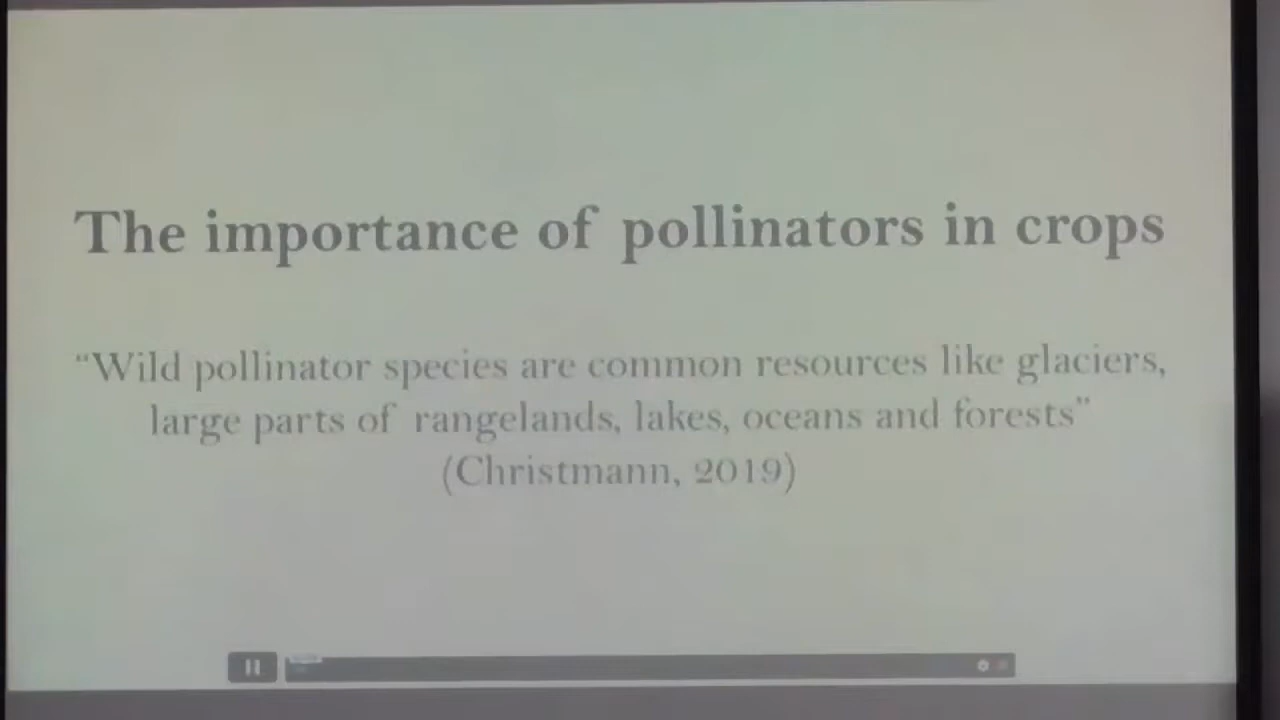 The importance of pollinators in crops
“Wild pollinator species are common resources like glaciers,
large parts of rangelands, lakes, oceans and forests”
(Christmann, 2019)